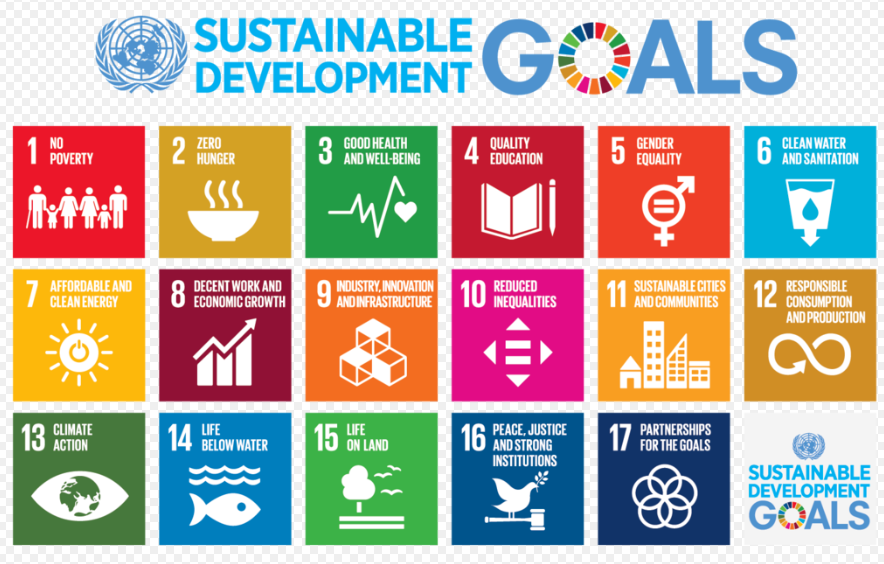 SUSTAINABLE
DEVELOPMENT
GOALS
1 NO
POVERTY
2 ZERO
HUNGER
3 GOOD HEALTH
AND WELL-BEING
4 QUALITY
EDUCATION
5 GENDER
EQUALITY
6 CLEAN WATER
AND SANITATION
7 AFFORDABLE AND
CLEAN ENERGY
8 DECENT WORK AND
ECONOMIC GROWTH
9 INDUSTRY, INNOVATION
AND INFRASTRUCTURE
10 REDUCED
INEQUALITIES
11 SUSTAINABLE CITIES
AND COMMUNITIES
12 RESPONSIBLE
CONSUMPTION
AND PRODUCTION
13 CLIMATE
ACTION
14 LIFE
BELOW WATER
15 LIFE
ON LAND
16 PEACE, JUSTICE
AND STRONG
INSTITUTIONS
17 PARTNERSHIPS
FOR THE GOALS
SUSTAINABLE
DEVELOPMENT
GOALS